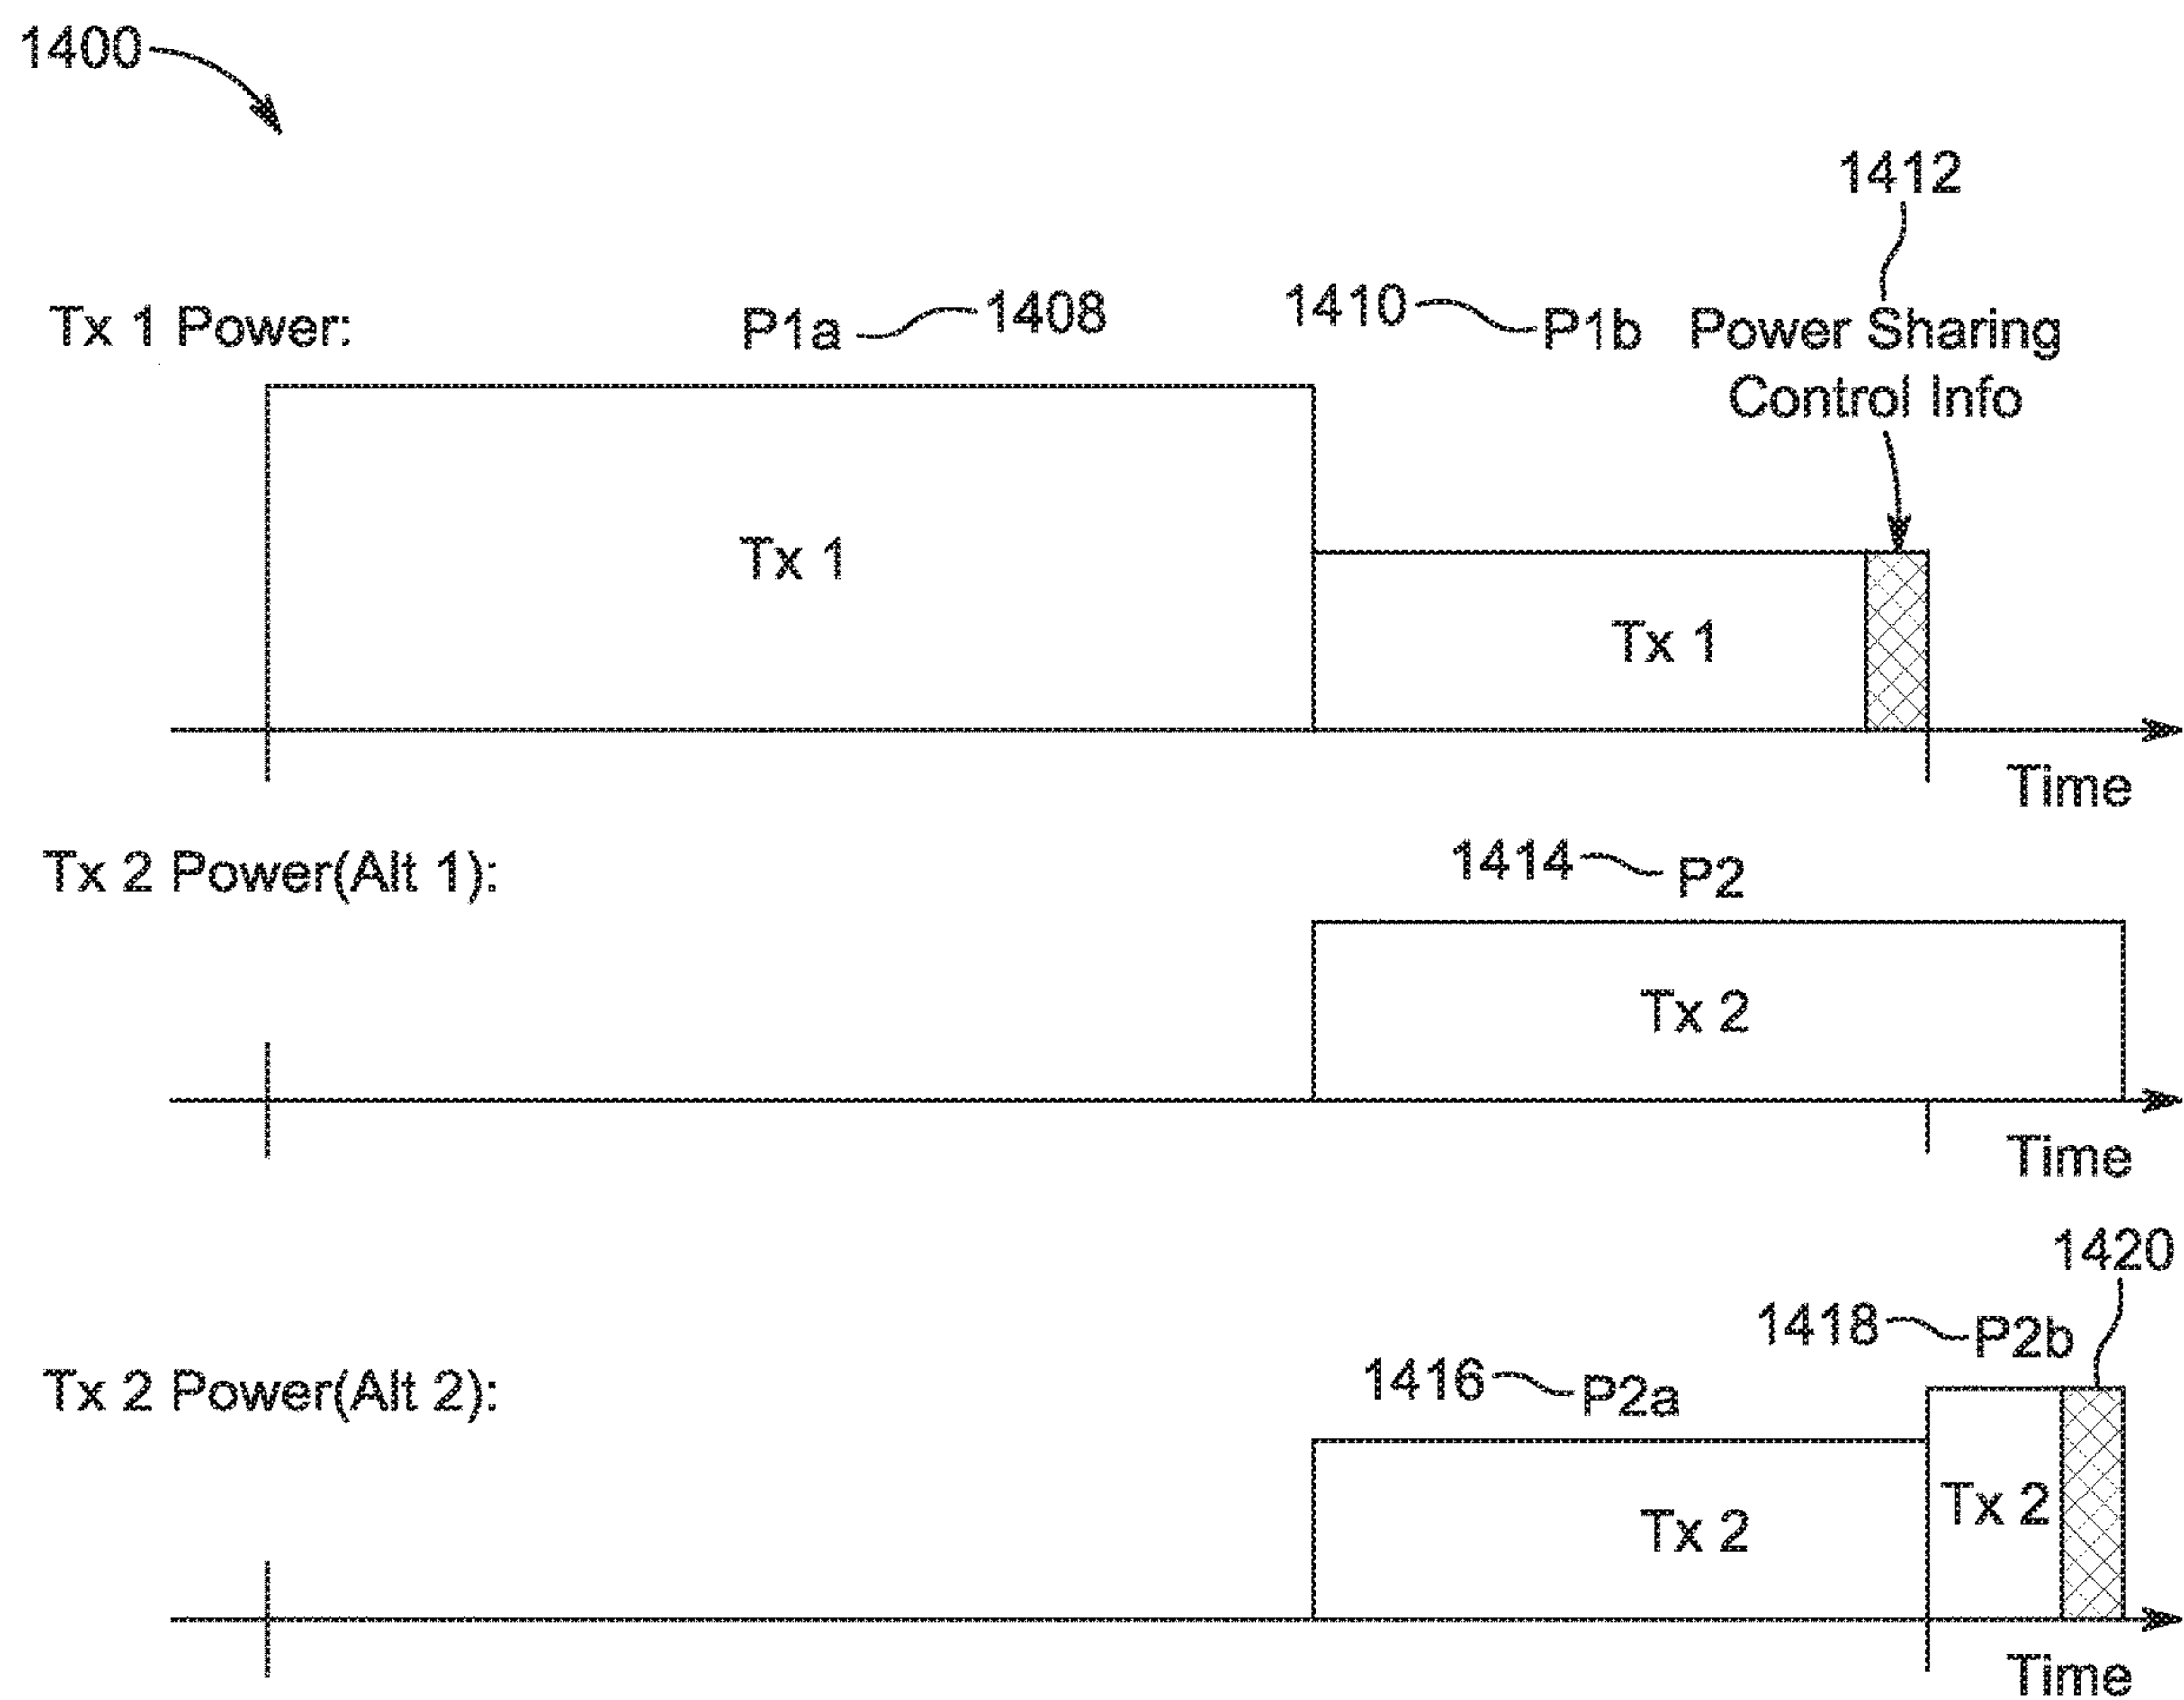 1400
1412
Tx 1 Power: P1a 1408 1410 P1b Power Sharing
Control Info
Tx 1
Tx 1
Time
Tx 2 Power(Alt 1): 1414 P2
Tx 2
Time
1420
1418 P2b
Tx 2 Power(Alt 2): 1416 P2a
Tx 2
Tx 2
Time